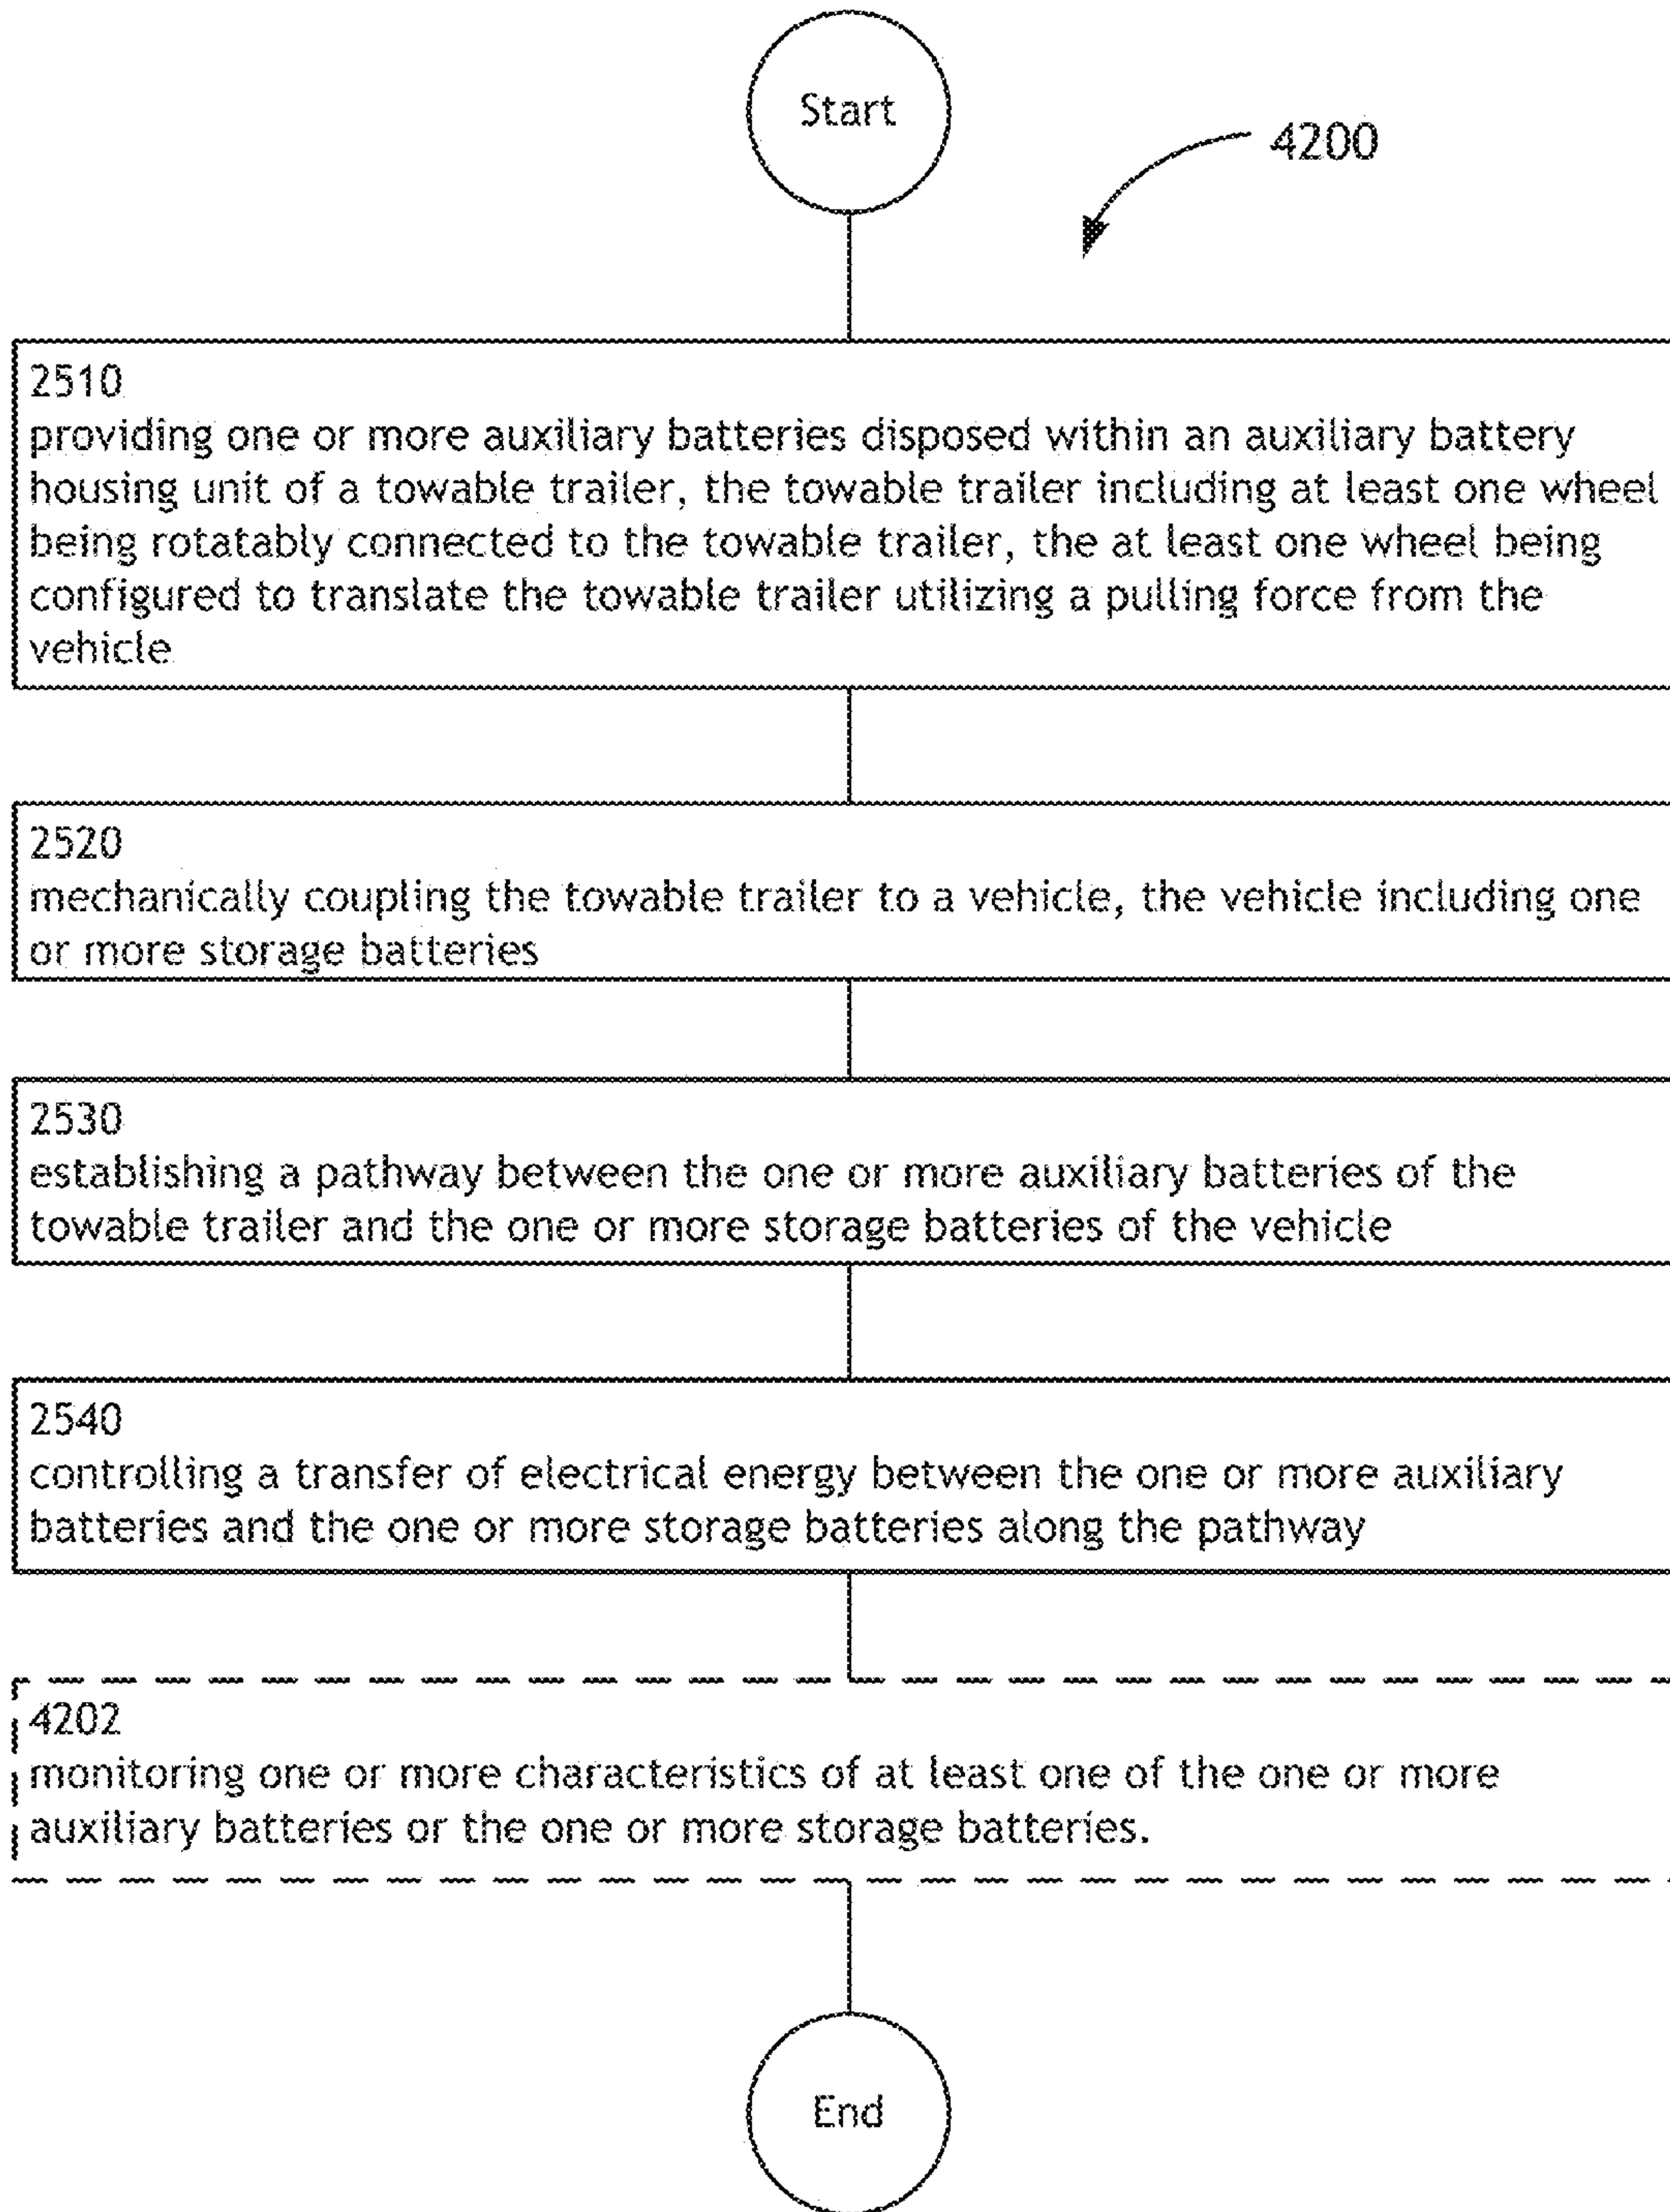 Start
4200
2510
providing one or more auxiliary batteries disposed within an auxiliary battery
housing unit of a towable trailer, the towable trailer including at least one wheel
being rotatably connected to the towable trailer, the at least one wheel being
configured to translate the towable trailer utilizing a pulling force from the
vehicle
2520
mechanically coupling the towable trailer to a vehicle, the vehicle including one
or more storage batteries
2530
establishing a pathway between the one or more auxiliary batteries of the
towable trailer and the one or more storage batteries of the vehicle
2540
controlling a transfer of electrical energy between the one or more auxiliary
batteries and the one or more storage batteries along the pathway
4202
monitoring one or more characteristics of at least one of the one or more
auxiliary batteries or the one or more storage batteries.
End